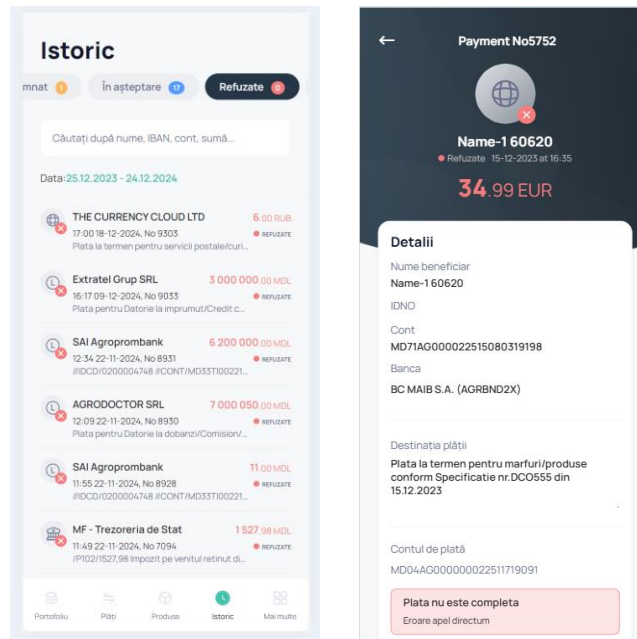 Istoric
mnat 1
În așteptare 17
Refuzate 0
Căutați după nume, IBAN, cont, sumă...
Data:25.12.2023 - 24.12.2024
THE CURRENCY CLOUD LTD 6.00 RUB
17:00 18-12-2024, No 9303 REFUZATE
Plata la termen pentru servicii postale/curi...
Extratel Grup SRL 3 000 000.00 MDL
16:17 09-12-2024, No 9033 REFUZATE
Plata pentru Datorie la imprumut/Credit c...
SAI Agroprombank 6 200 000.00 MDL
12:34 22-11-2024, No 8931 REFUZATE
//IDCD/0200004748 //CONT/MD33TI00221...
AGRODOCTOR SRL 7 000 050.00 MDL
12:09 22-11-2024, No 8930 REFUZATE
Plata pentru Datorie la dobanzi/Comision/...
SAI Agroprombank 11.00 MDL
11:55 22-11-2024, No 8928 REFUZATE
//IDCD/0200004748 //CONT/MD33TI00221...
MF - Trezoreria de Stat 1 527.98 MDL
11:49 22-11-2024, No 7094 REFUZATE
/P102/1527,98 Impozit pe venitul retinut di...
Portofoliu Plăți Produse Istoric Mai multe
Payment No5752
Name-1 60620
Refuzate 15-12-2023 at 16:35
34.99 EUR
Detalii
Nume beneficiar
Name-1 60620
IDNO
Cont
MD71AG000022515080319198
Banca
BC MAIB S.A. (AGRBND2X)
Destinatia plății
Plata la termen pentru marfuri/produse
conform Specificatie nr.DCO555 din
15.12.2023
Contul de plată
MD04AG000000022511719091
Plata nu este completa
Eroare apel directum